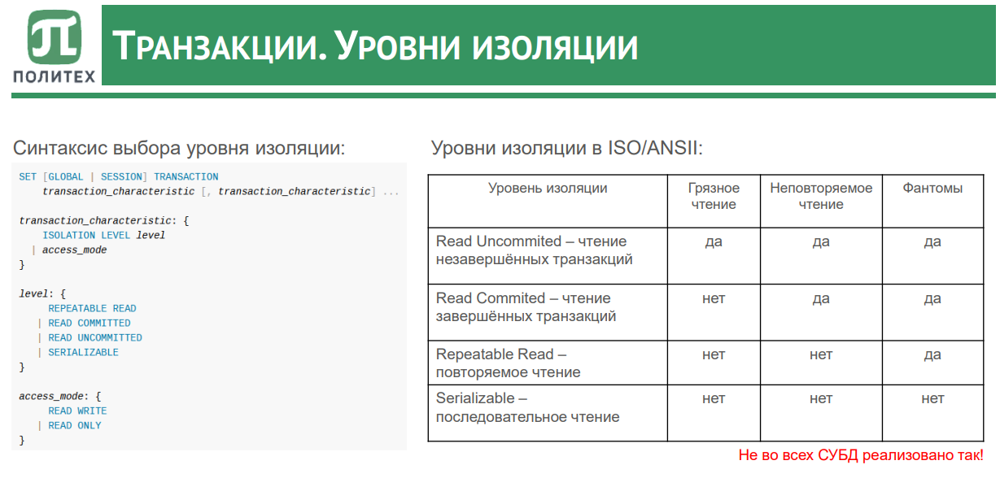 ПОЛИТЕХ
ТРАНЗАКЦИИ. УРОВНИ ИЗОЛЯЦИИ
Синтаксис выбора уровня изоляции:
SET [GLOBAL | SESSION] TRANSACTION
transaction_characteristic [, transaction_characteristic] ...
transaction_characteristic: {
ISOLATION LEVEL level
| access_mode
}
level: {
REPEATABLE READ
| READ COMMITTED
| READ UNCOMMITTED
| SERIALIZABLE
}
access_mode: {
READ WRITE
| READ ONLY
}
Уровни изоляции в ISO/ANSII:
Уровень изоляции Грязное Неповторяемое Фантомы
чтение чтение
Read Uncommited – чтение да да да
незавершённых транзакций
Read Commited – чтение нет да да
завершённых транзакций
Repeatable Read – нет нет да
повторяемое чтение
Serializable – нет нет нет
последовательное чтение
Не во всех СУБД реализовано так!